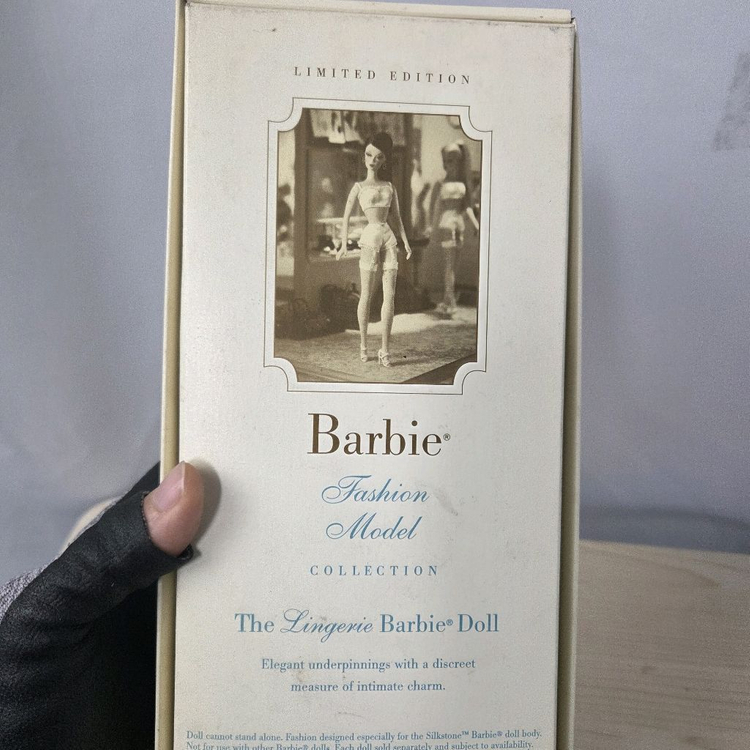 LIMITED EDITION
Barbie®
Fashion
Model
COLLECTION
The Lingerie Barbie® Doll
Elegant underpinnings with a discreet
measure of intimate charm.
Doll cannot stand alone. Fashion designed especially for the Silkstone™ Barbie® doll body.
Not for use with other Barbie® dolls. Each doll sold separately and subject to availability.